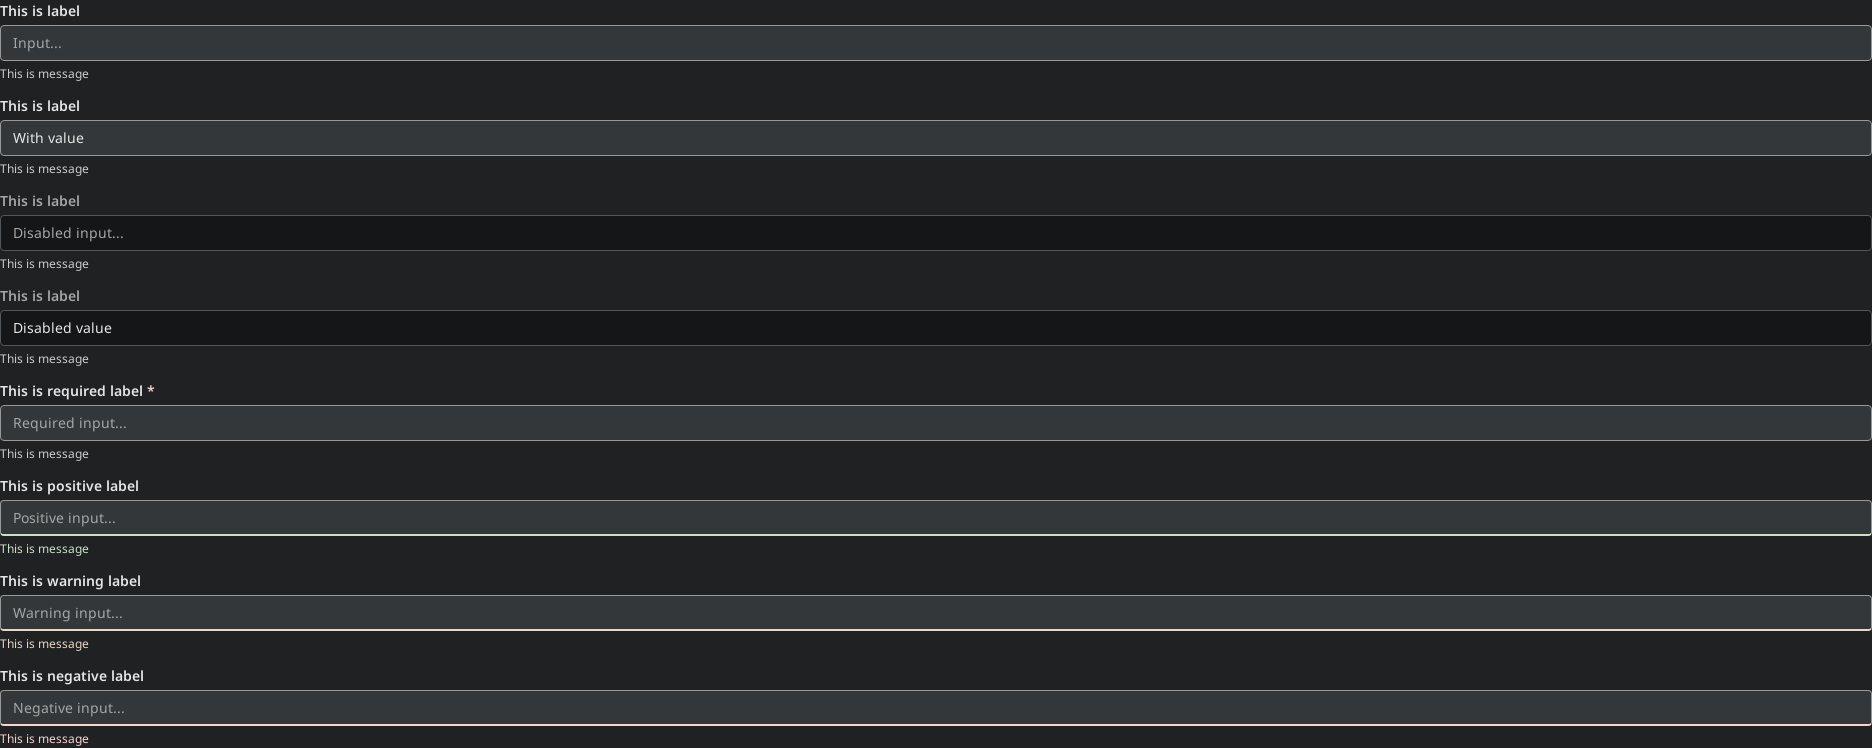 This is label
Input...
This is message
This is label
With value
This is message
This is label
Disabled input...
This is message
This is label
Disabled value
This is message
This is required label *
Required input...
This is message
This is positive label
Positive input...
This is message
This is warning label
Warning input...
This is message
This is negative label
Negative input...
This is message